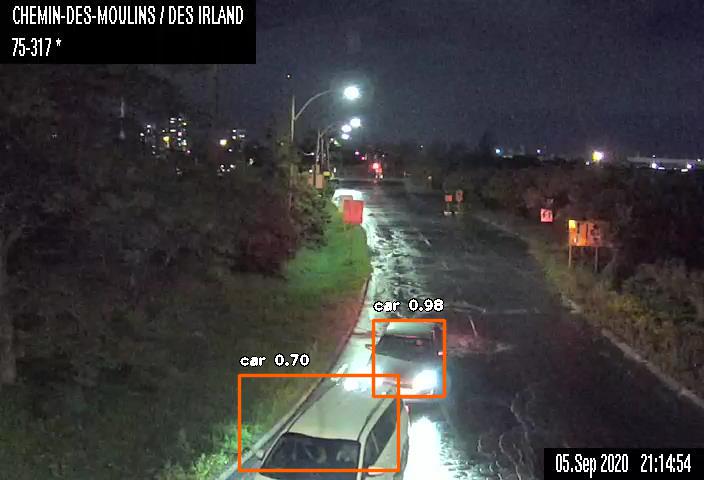 CHEMIN-DES-MOULINS / DES IRLAND
75-317 *
car 0.98
car 0.70
05.Sep 2020 21:14:54